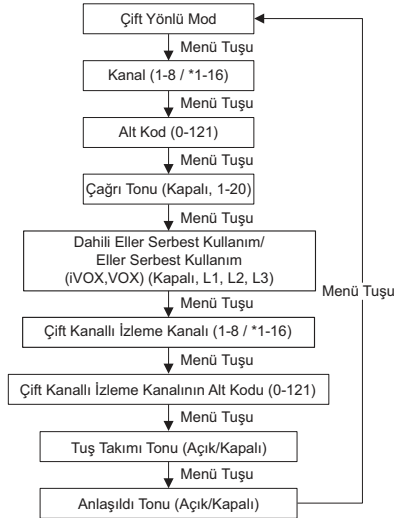 Çift Yönlü Mod
Menü Tuşu
Kanal (1-8 / *1-16)
Menü Tuşu
Alt Kod (0-121)
Menü Tuşu
Çağrı Tonu (Kapalı, 1-20)
Menü Tuşu
Dahili Eller Serbest Kullanım/
Eller Serbest Kullanım
(iVOX,VOX) (Kapalı, L1, L2, L3)
Menü Tuşu
Menü Tuşu
Çift Kanallı İzleme Kanalı (1-8 / *1-16)
Menü Tuşu
Çift Kanallı İzleme Kanalının Alt Kodu (0-121)
Menü Tuşu
Tuş Takımı Tonu (Açık/Kapalı)
Menü Tuşu
Anlaşıldı Tonu (Açık/Kapalı)